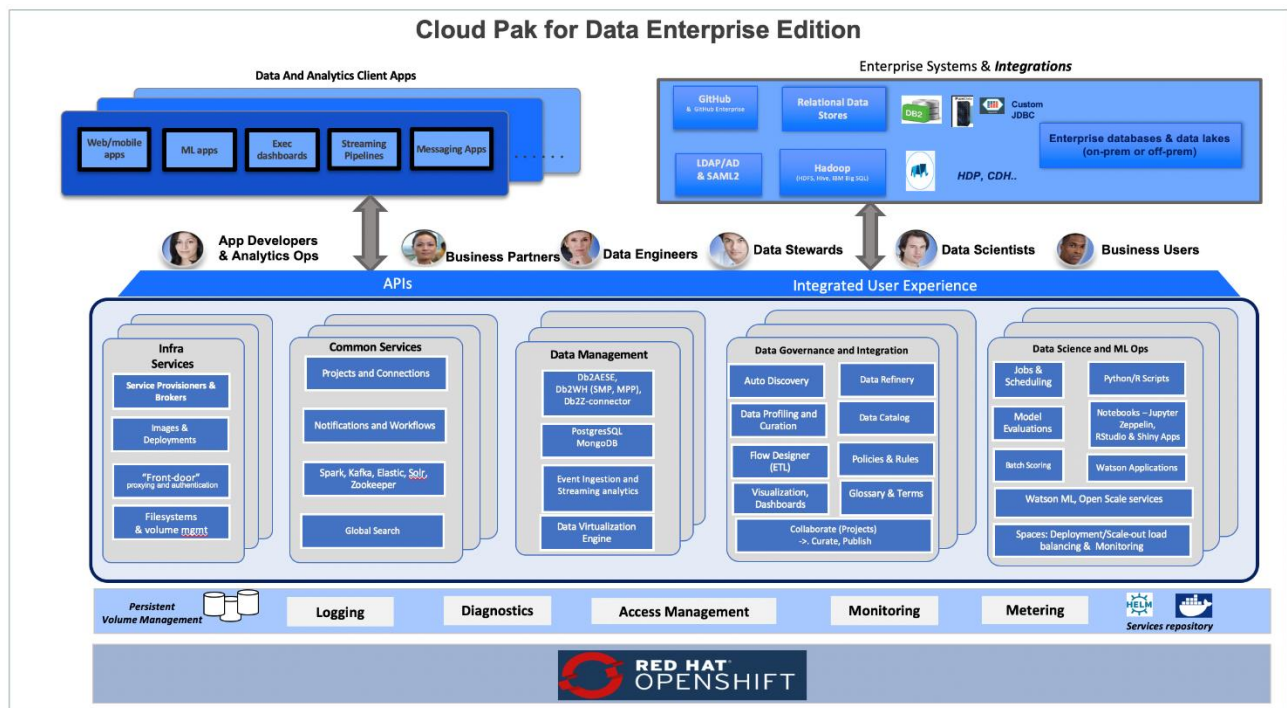 Cloud Pak for Data Enterprise Edition
Data And Analytics Client Apps
Web/mobile
apps
ML apps
Exec
dashboards
Streaming
Pipelines
Messaging Apps
. . . . . .
Enterprise Systems & Integrations
GitHub
& GitHub Enterprise
Relational Data
Stores
DB2
Custom
JDBC
Enterprise databases & data lakes
(on-prem or off-prem)
LDAP/AD
& SAML2
Hadoop
(HDFS, Hive, IBM Big SQL)
HDP, CDH..
App Developers
& Analytics Ops
Business Partners
Data Engineers
Data Stewards
Data Scientists
Business Users
APIs
Integrated User Experience
Infra
Services
Service Provisioners &
Brokers
Images &
Deployments
“Front-door”
proxying and authentication
Filesystems
& volume mgmt
Common Services
Projects and Connections
Notifications and Workflows
Spark, Kafka, Elastic, Solr,
Zookeeper
Global Search
Data Management
Db2AESE,
Db2WH (SMP, MPP),
Db2Z-connector
PostgresSQL
MongoDB
Event Ingestion and
Streaming analytics
Data Virtualization
Engine
Data Governance and Integration
Auto Discovery
Data Refinery
Data Profiling and
Curation
Data Catalog
Flow Designer
(ETL)
Policies & Rules
Visualization,
Dashboards
Glossary & Terms
Collaborate (Projects)
->. Curate, Publish
Data Science and ML Ops
Jobs &
Scheduling
Python/R Scripts
Model
Evaluations
Notebooks – Jupyter
Zeppelin,
RStudio & Shiny Apps
Batch Scoring
Watson Applications
Watson ML, Open Scale services
Spaces: Deployment/Scale-out load
balancing & Monitoring
Persistent
Volume Management
Logging
Diagnostics
Access Management
Monitoring
Metering
HELM
Services repository
RED HAT®
OPENSHIFT